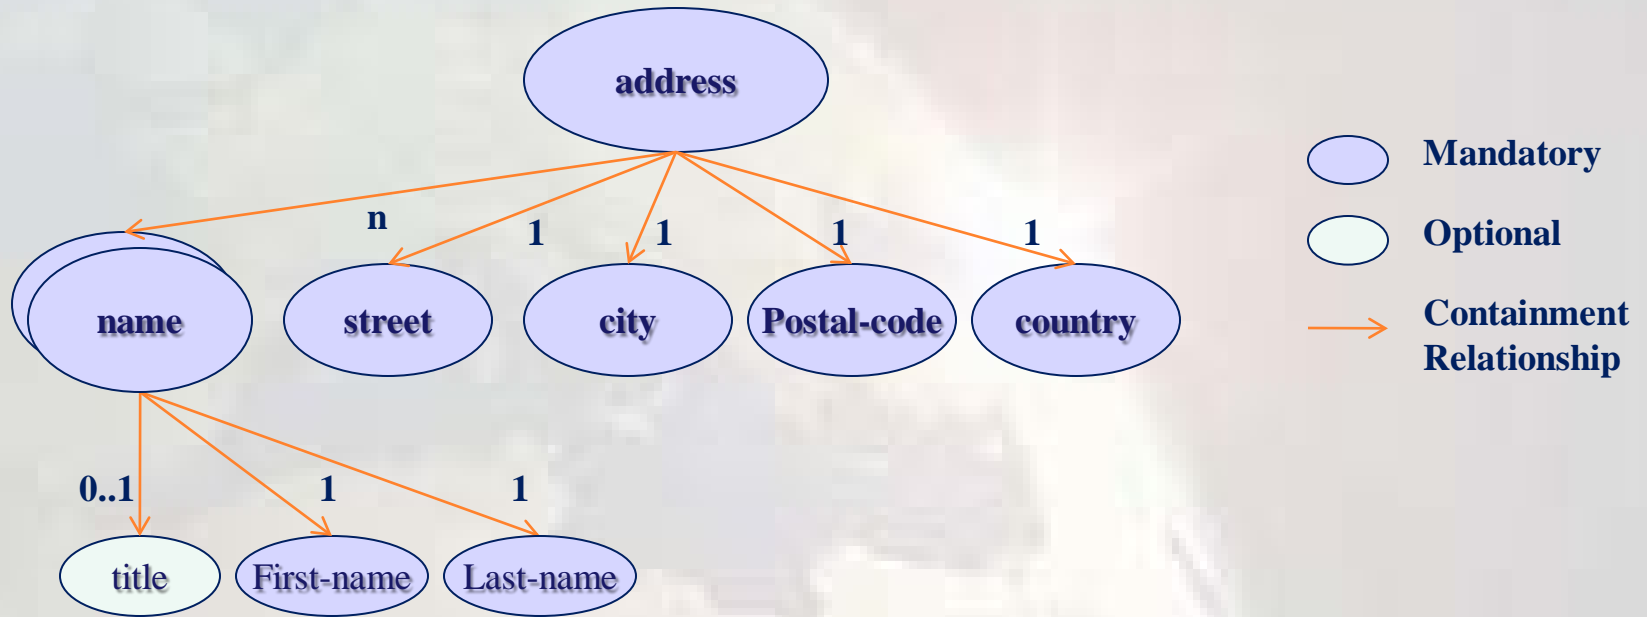 address
Mandatory
n
1
1
1
1
Optional
name
street
city
Postal-code
country
Containment
Relationship
0..1
1
1
title
First-name
Last-name